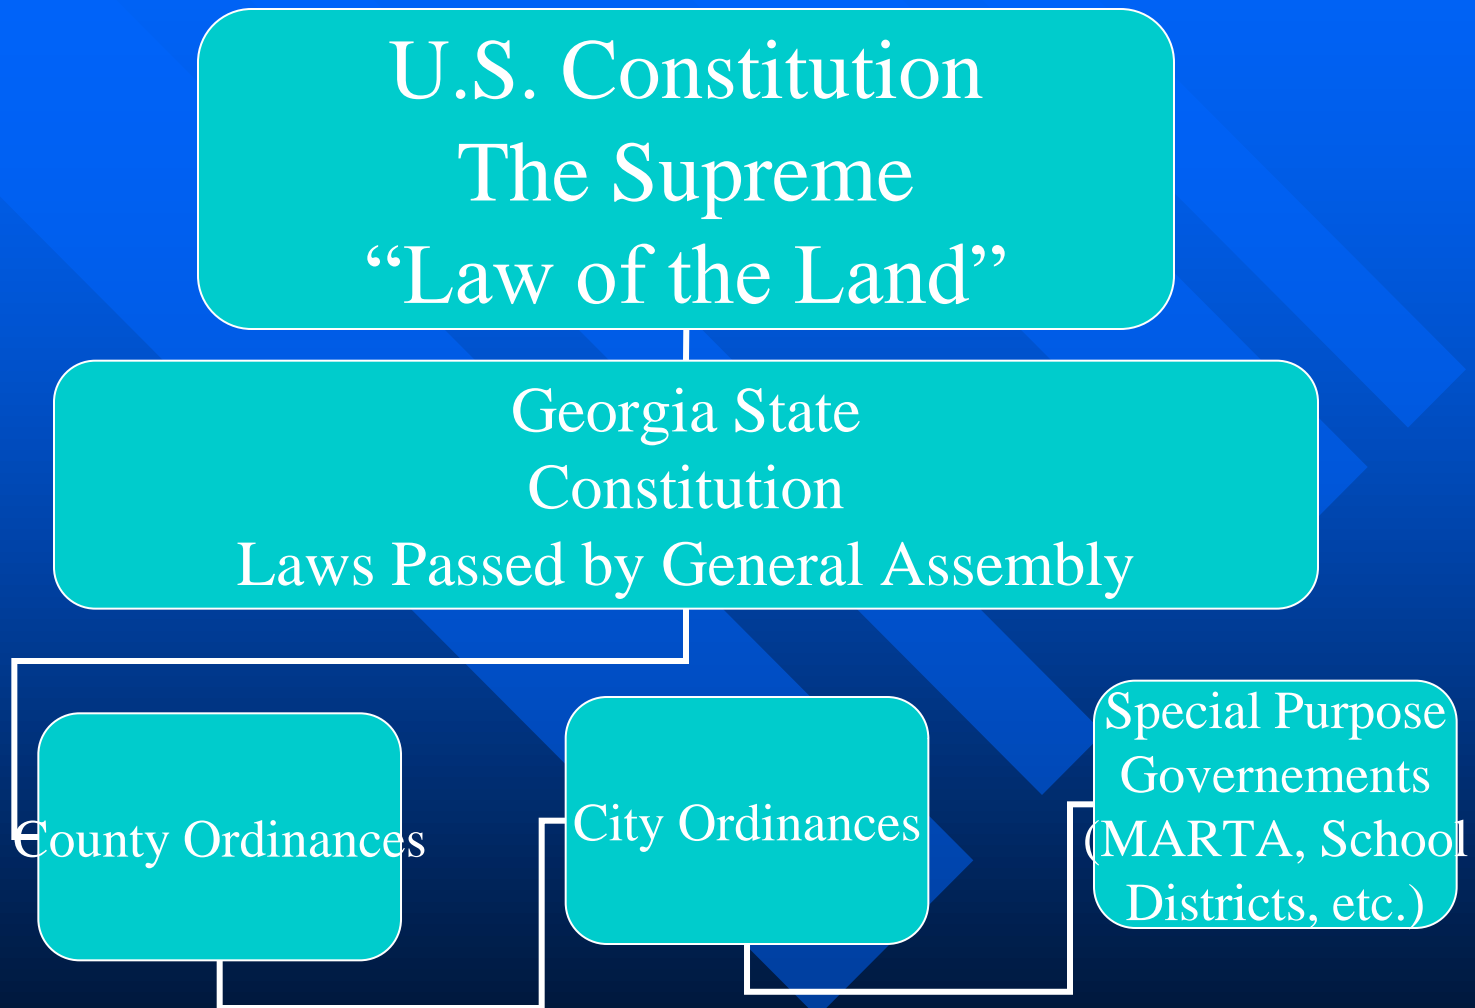 U.S. Constitution
The Supreme
“Law of the Land”
Georgia State
Constitution
Laws Passed by General Assembly
County Ordinances
City Ordinances
Special Purpose
Governements
(MARTA, School
Districts, etc.)